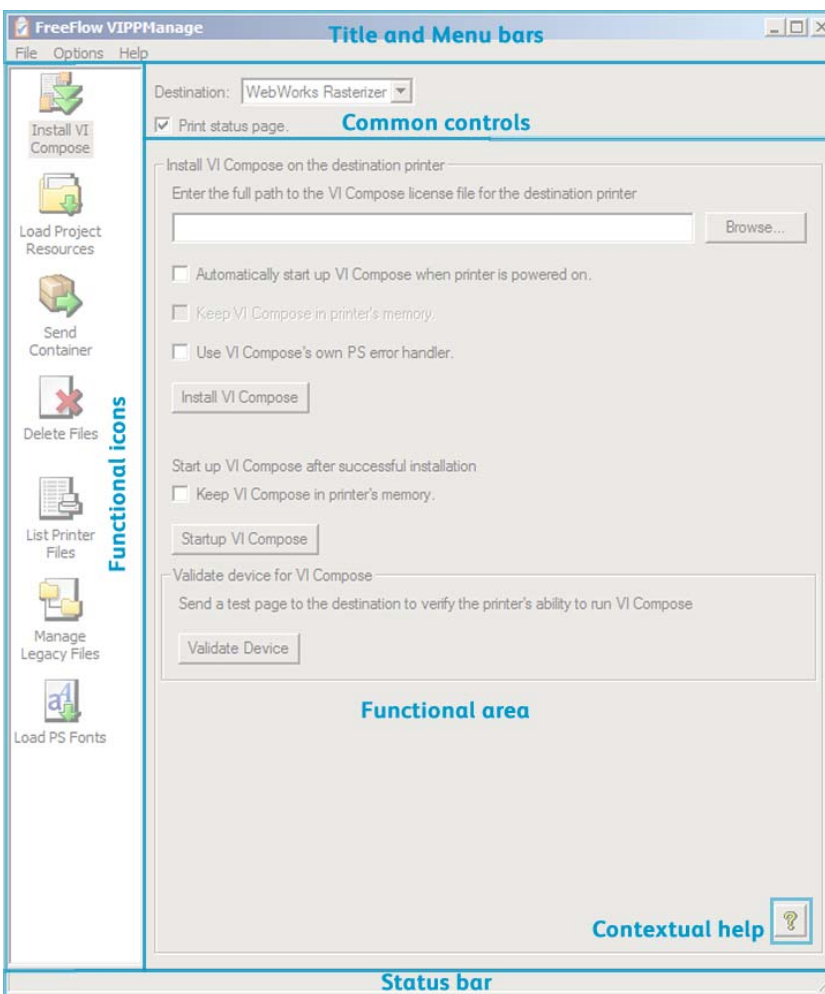 FreeFlow VIPPManage
Title and Menu bars
File Options Help
Install VI
Compose
Load Project
Resources
Send
Container
Delete Files
List Printer
Files
Manage
Legacy Files
Load PS Fonts
Functional icons
Destination: WebWorks Rasterizer
Print status page.
Common controls
Install VI Compose on the destination printer
Enter the full path to the VI Compose license file for the destination printer
Browse...
Automatically start up VI Compose when printer is powered on.
Keep VI Compose in printer's memory.
Use VI Compose's own PS error handler.
Install VI Compose
Start up VI Compose after successful installation
Keep VI Compose in printer's memory.
Startup VI Compose
Validate device for VI Compose
Send a test page to the destination to verify the printer's ability to run VI Compose
Validate Device
Functional area
Contextual help ?
Status bar